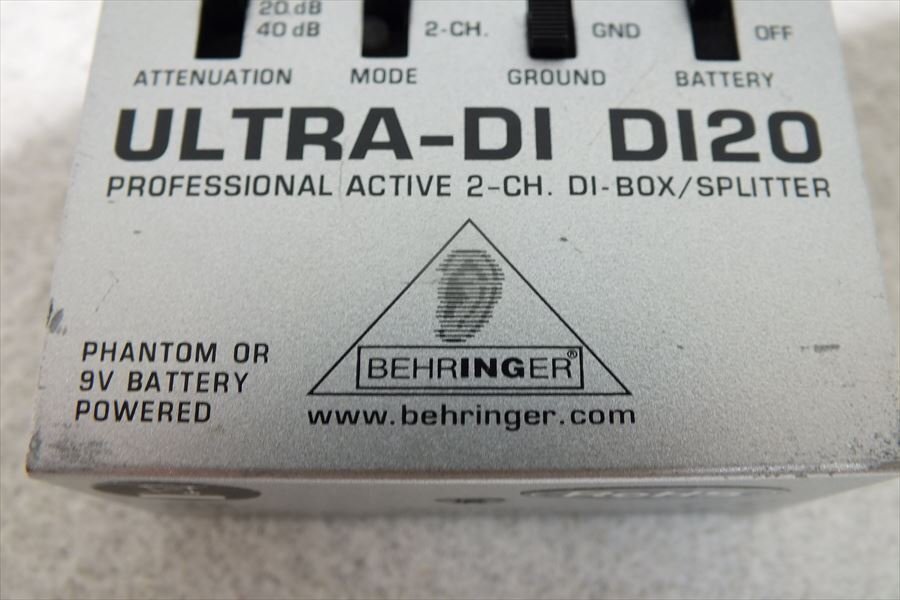 20 dB
40 dB
2-CH.
GND
OFF
ATTENUATION MODE GROUND BATTERY
ULTRA-DI DI20
PROFESSIONAL ACTIVE 2-CH. DI-BOX/SPLITTER
BEHRINGER®
PHANTOM OR
9V BATTERY
POWERED
www.behringer.com